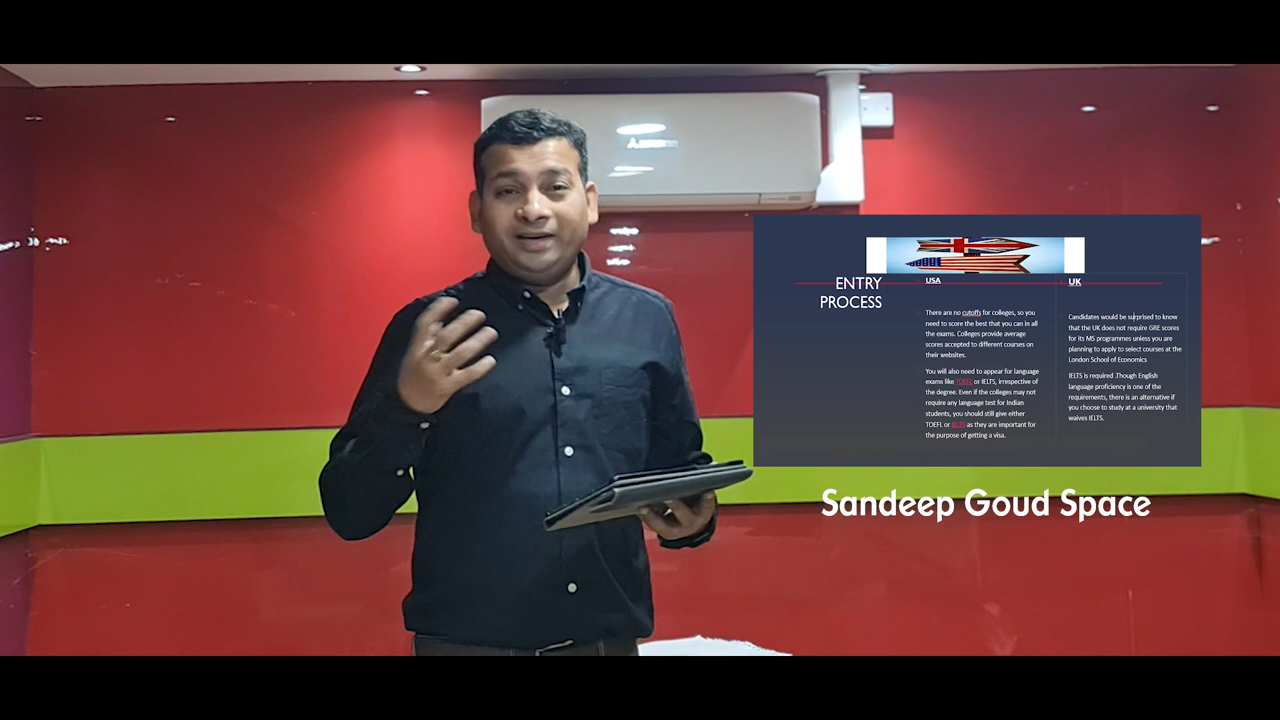 ENTRY
PROCESS
USA
There are no cutoffs for colleges, so you
need to score the best that you can in all
the exams. Colleges provide average
scores accepted to different courses on
their websites.
You will also need to appear for language
exams like TOEFL or IELTS, irrespective of
the degree. Even if the colleges may not
require any language test for Indian
students, you should still give either
TOEFL or IELTS as they are important for
the purpose of getting a visa.
UK
Candidates would be surprised to know
that the UK does not require GRE scores
for its MS programmes unless you are
planning to apply to select courses at the
London School of Economics
IELTS is required .Though English
language proficiency is one of the
requirements, there is an alternative if
you choose to study at a university that
waives IELTS.
Sandeep Goud Space